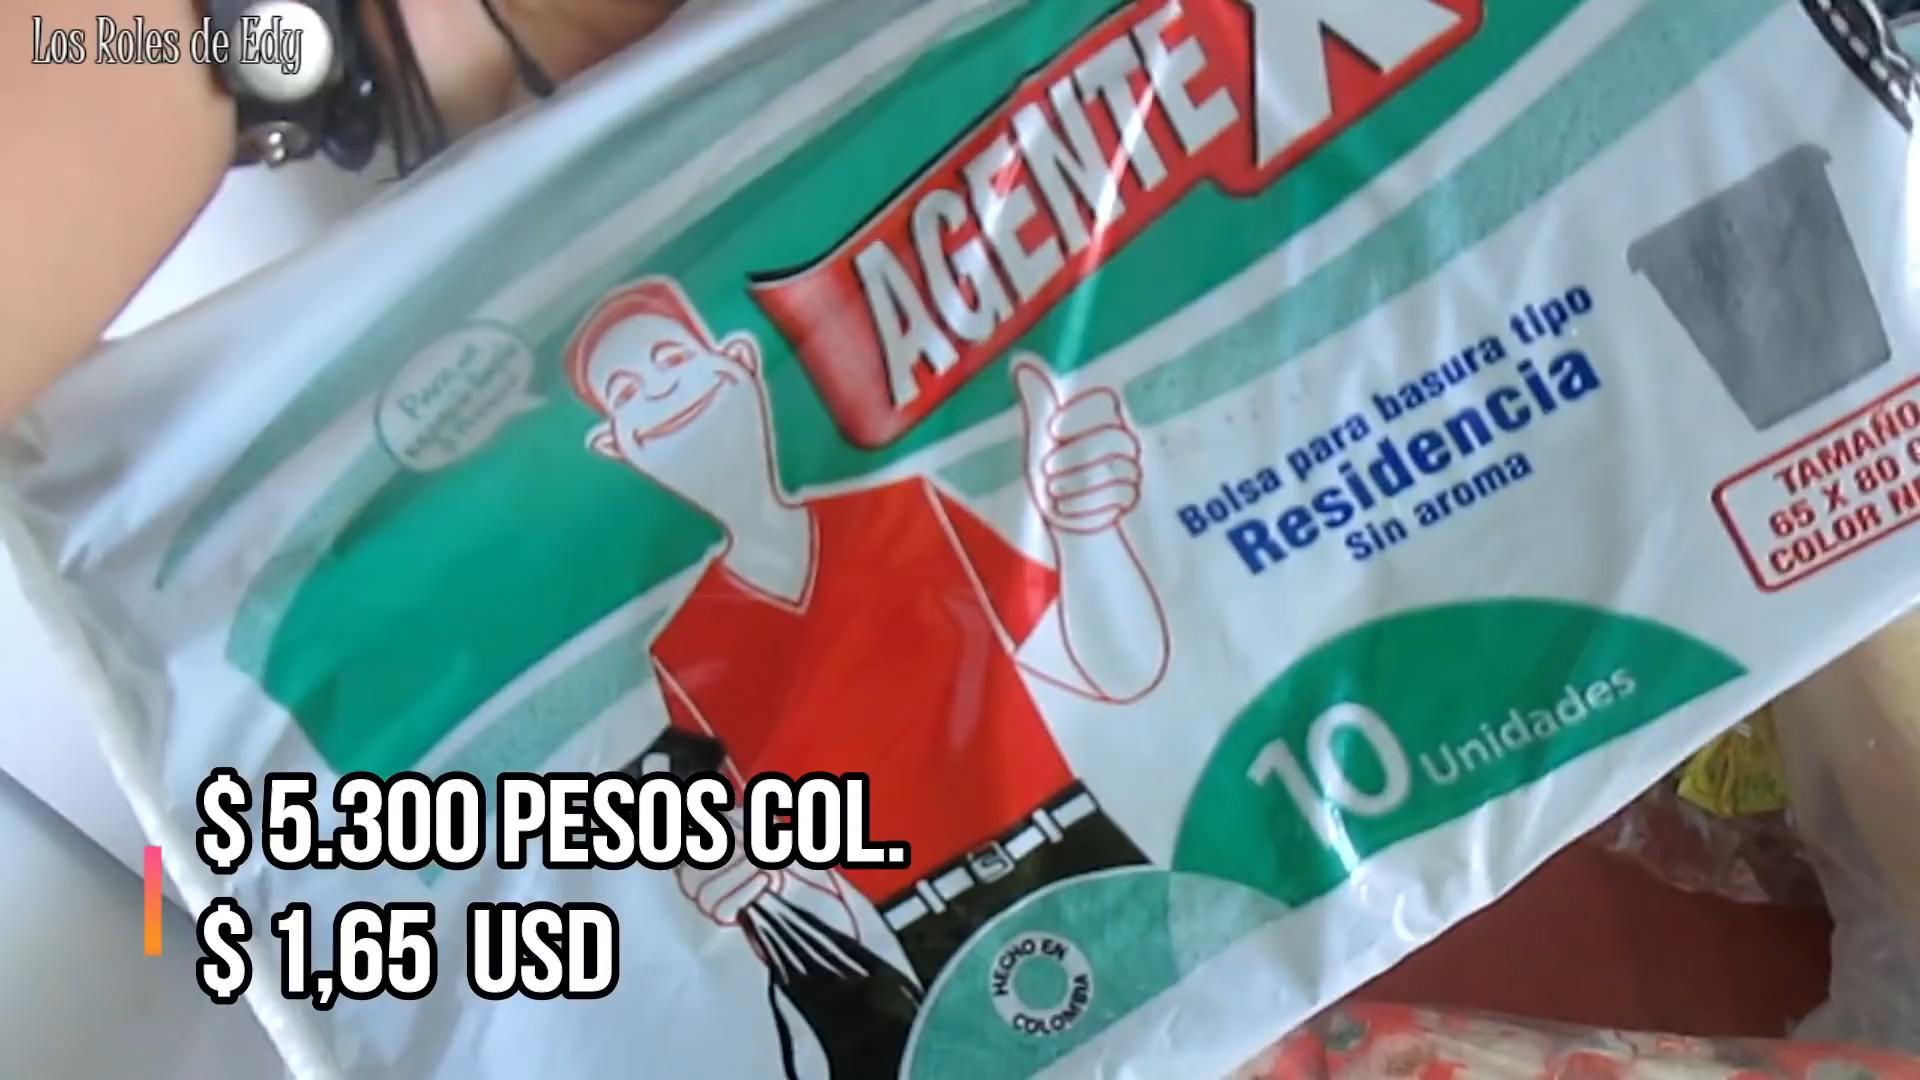 Los Roles de Edy
AGENTE X
Bolsa para basura tipo
Residencia
Sin aroma
TAMAÑO
65 X 80
COLOR
10 Unidades
HECHO EN
COLOMBIA
$ 5.300 PESOS COL.
$ 1,65 USD